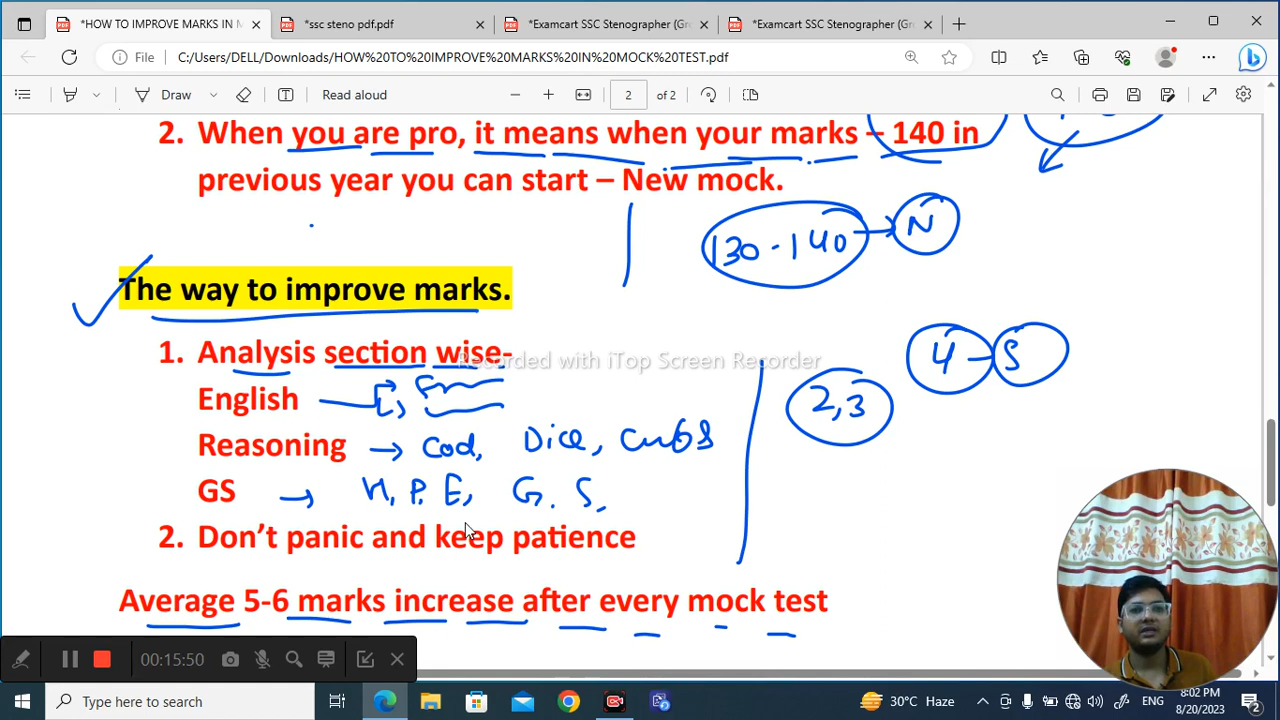 *HOW TO IMPROVE MARKS IN M
*ssc steno pdf.pdf
*Examcart SSC Stenographer (Gr
*Examcart SSC Stenographer (Gr
File C:/Users/DELL/Downloads/HOW%20TO%20IMPROVE%20MARKS%20IN%20MOCK%20TEST.pdf
Draw Read aloud 2 of 2
2. When you are pro, it means when your marks – 140 in
previous year you can start – New mock.
130 - 140 → N
The way to improve marks.
1. Analysis section wise-
Recorded with iTop Screen Recorder
4 - 5
English
2, 3
Reasoning → Cod, Dice, Cubs
GS → H, P. E, G. S,
2. Don't panic and keep patience
Average 5-6 marks increase after every mock test
00:15:50
Type here to search
30°C Haze
ENG
8:02 PM
8/20/2023
2